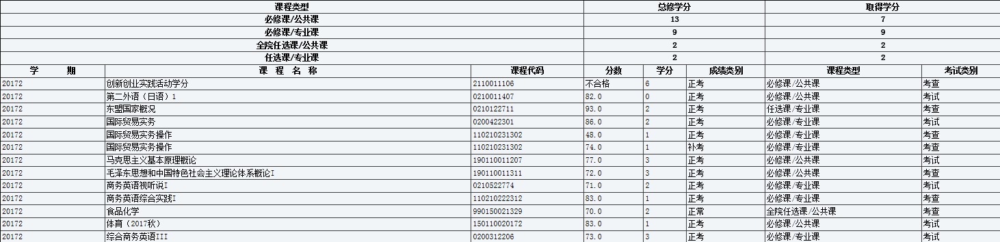 课程类型 总修学分 取得学分
必修课/公共课 13 7
必修课/专业课 9 9
全院任选课/公共课 2 2
任选课/专业课 2 2
学 期 课 程 名 称 课程代码 分数 学分 成绩类别 课程类型 考试类别
20172 创新创业实践活动学分 2110011106 不合格 6 正考 必修课/公共课 考查
20172 第二外语（日语）1 0210011407 82.0 0 正考 必修课/公共课 考试
20172 东盟国家概况 0210122711 93.0 2 正考 任选课/专业课 考查
20172 国际贸易实务 0200422301 86.0 2 正考 必修课/专业课 考试
20172 国际贸易实务操作 110210231302 48.0 1 正考 必修课/专业课 考查
20172 国际贸易实务操作 110210231302 74.0 1 补考 必修课/专业课 考查
20172 马克思主义基本原理概论 190110011207 77.0 3 正考 必修课/公共课 考试
20172 毛泽东思想和中国特色社会主义理论体系概论I 190110011311 72.0 3 正考 必修课/公共课 考查
20172 商务英语视听说I 0210522774 71.0 2 正考 必修课/专业课 考试
20172 商务英语综合实践I 110210222312 83.0 1 正考 必修课/专业课 考查
20172 食品化学 990150021329 70.0 2 正常 全院任选课/公共课 考查
20172 体育（2017秋） 150110020172 83.0 1 正考 必修课/公共课 考试
20172 综合商务英语III 0200312206 73.0 3 正考 必修课/专业课 考试